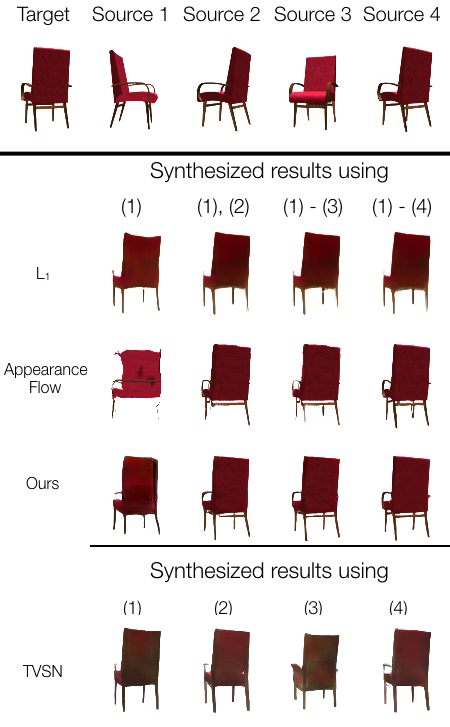 Target Source 1 Source 2 Source 3 Source 4
Synthesized results using
(1) (1), (2) (1) - (3) (1) - (4)
L₁
Appearance
Flow
Ours
Synthesized results using
(1) (2) (3) (4)
TVSN